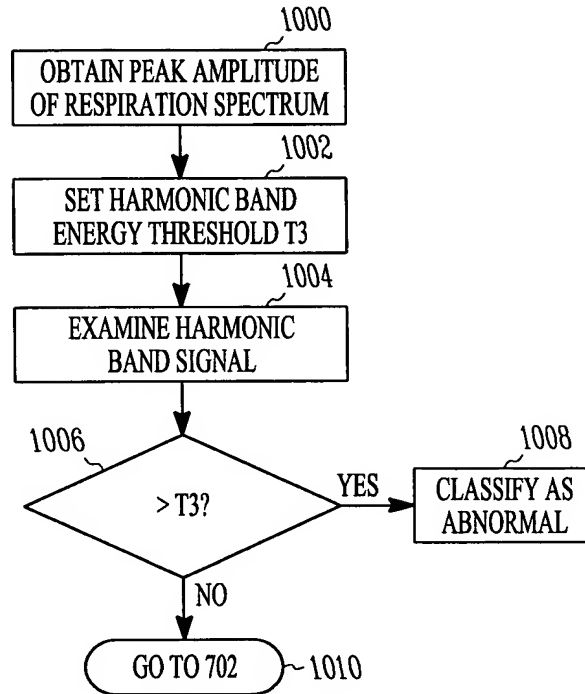 1000
OBTAIN PEAK AMPLITUDE
OF RESPIRATION SPECTRUM
1002
SET HARMONIC BAND
ENERGY THRESHOLD T3
1004
EXAMINE HARMONIC
BAND SIGNAL
1006
> T3?
YES
1008
CLASSIFY AS
ABNORMAL
NO
GO TO 702
1010